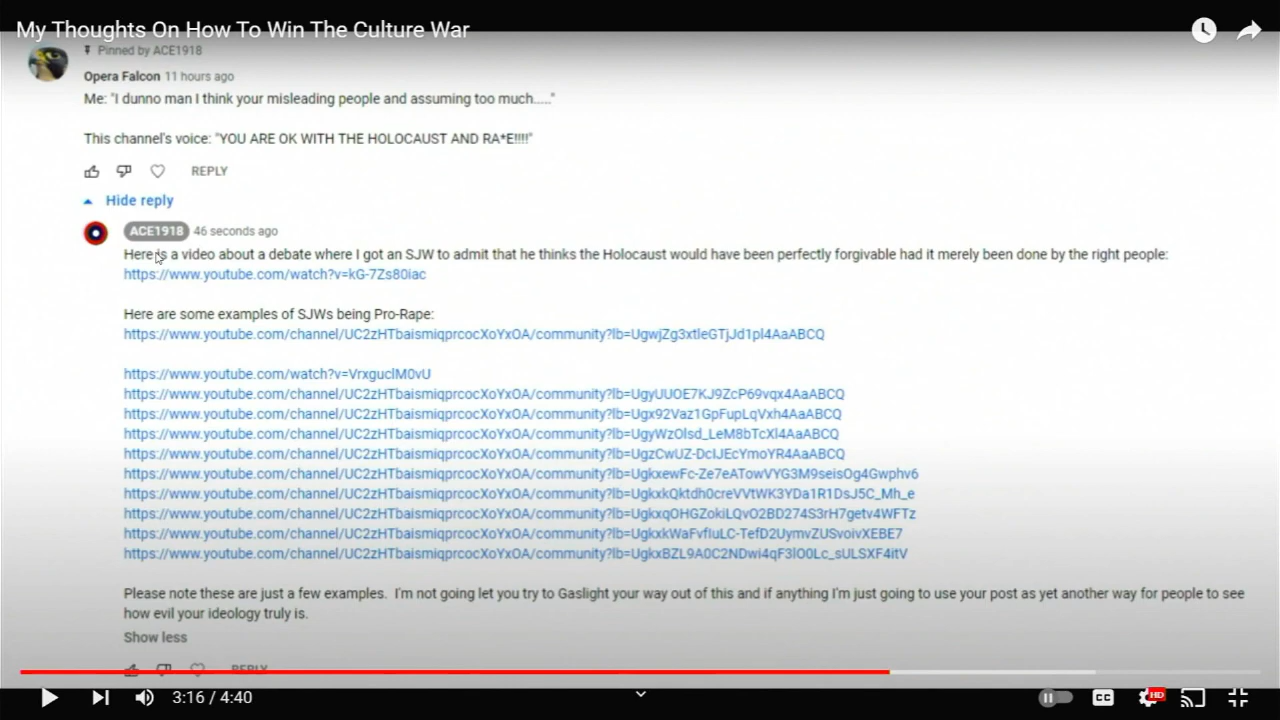 My Thoughts On How To Win The Culture War
Pinned by ACE1918
Opera Falcon 11 hours ago
Me: "I dunno man I think your misleading people and assuming too much....."
This channel's voice: "YOU ARE OK WITH THE HOLOCAUST AND RA*E!!!!"
REPLY
Hide reply
ACE1918 46 seconds ago
Here is a video about a debate where I got an SJW to admit that he thinks the Holocaust would have been perfectly forgivable had it merely been done by the right people:
https://www.youtube.com/watch?v=kG-7Zs80iac
Here are some examples of SJWs being Pro-Rape:
https://www.youtube.com/channel/UC2zHTbaismiqprcocXoYxOA/community?lb=UgwjZg3xtleGTjJd1pl4AaABCQ
https://www.youtube.com/watch?v=VrxguclM0vU
https://www.youtube.com/channel/UC2zHTbaismiqprcocXoYxOA/community?lb=UgyUUOE7KJ9ZcP69vqx4AaABCQ
https://www.youtube.com/channel/UC2zHTbaismiqprcocXoYxOA/community?lb=Ugx92Vaz1GpFupLqVxh4AaABCQ
https://www.youtube.com/channel/UC2zHTbaismiqprcocXoYxOA/community?lb=UgyWzOlsd_LeM8bTcXl4AaABCQ
https://www.youtube.com/channel/UC2zHTbaismiqprcocXoYxOA/community?lb=UgzCwUZ-DcIJEcYmoYR4AaABCQ
https://www.youtube.com/channel/UC2zHTbaismiqprcocXoYxOA/community?lb=UgkxewFc-Ze7eATowVYG3M9seisOg4Gwphv6
https://www.youtube.com/channel/UC2zHTbaismiqprcocXoYxOA/community?lb=UgkxkQktdh0creVVtWK3YDa1R1DsJ5C_Mh_e
https://www.youtube.com/channel/UC2zHTbaismiqprcocXoYxOA/community?lb=UgkxqOHGZokiLQvO2BD274S3rH7getv4WFTz
https://www.youtube.com/channel/UC2zHTbaismiqprcocXoYxOA/community?lb=UgkxkWaFvfIuLC-TefD2UymvZUSvoivXEBE7
https://www.youtube.com/channel/UC2zHTbaismiqprcocXoYxOA/community?lb=UgkxBZL9A0C2NDwi4qF3lO0Lc_sULSXF4itV
Please note these are just a few examples.  I'm not going let you try to Gaslight your way out of this and if anything I'm just going to use your post as yet another way for people to see
how evil your ideology truly is.
Show less
REPLY
3:16 / 4:40
CC
HD